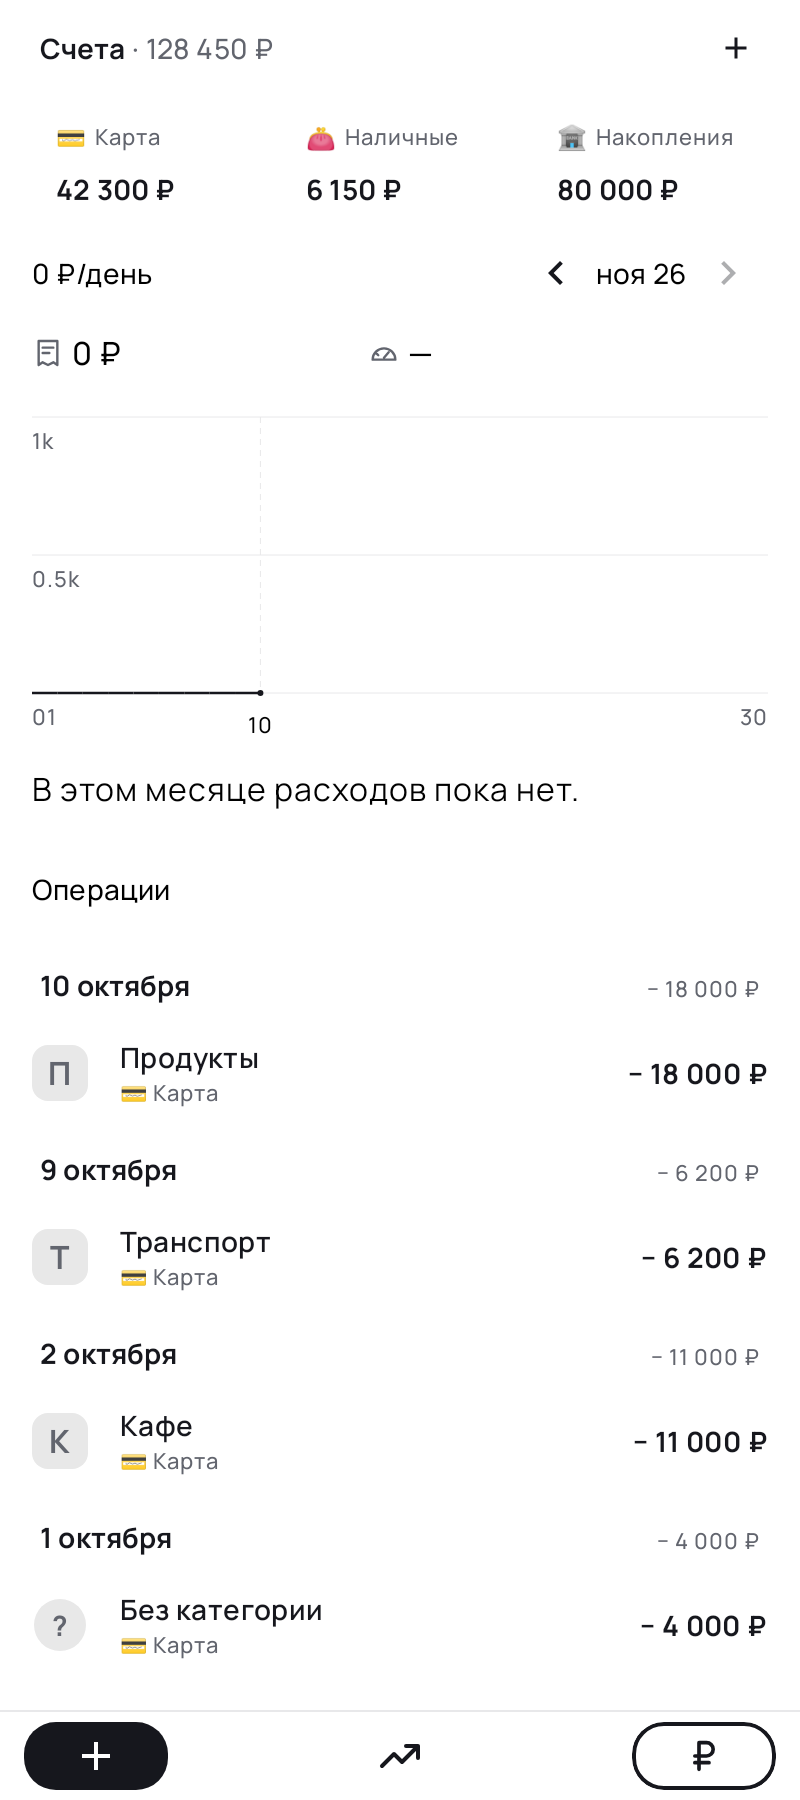 Счета · 128 450 ₽
Карта Наличные Накопления
42 300 ₽ 6 150 ₽ 80 000 ₽
0 ₽/день ноя 26
0 ₽ —
1k
0.5k
01 10 30
В этом месяце расходов пока нет.
Операции
10 октября − 18 000 ₽
П Продукты − 18 000 ₽
Карта
9 октября − 6 200 ₽
Т Транспорт − 6 200 ₽
Карта
2 октября − 11 000 ₽
К Кафе − 11 000 ₽
Карта
1 октября − 4 000 ₽
? Без категории − 4 000 ₽
Карта
+ ₽